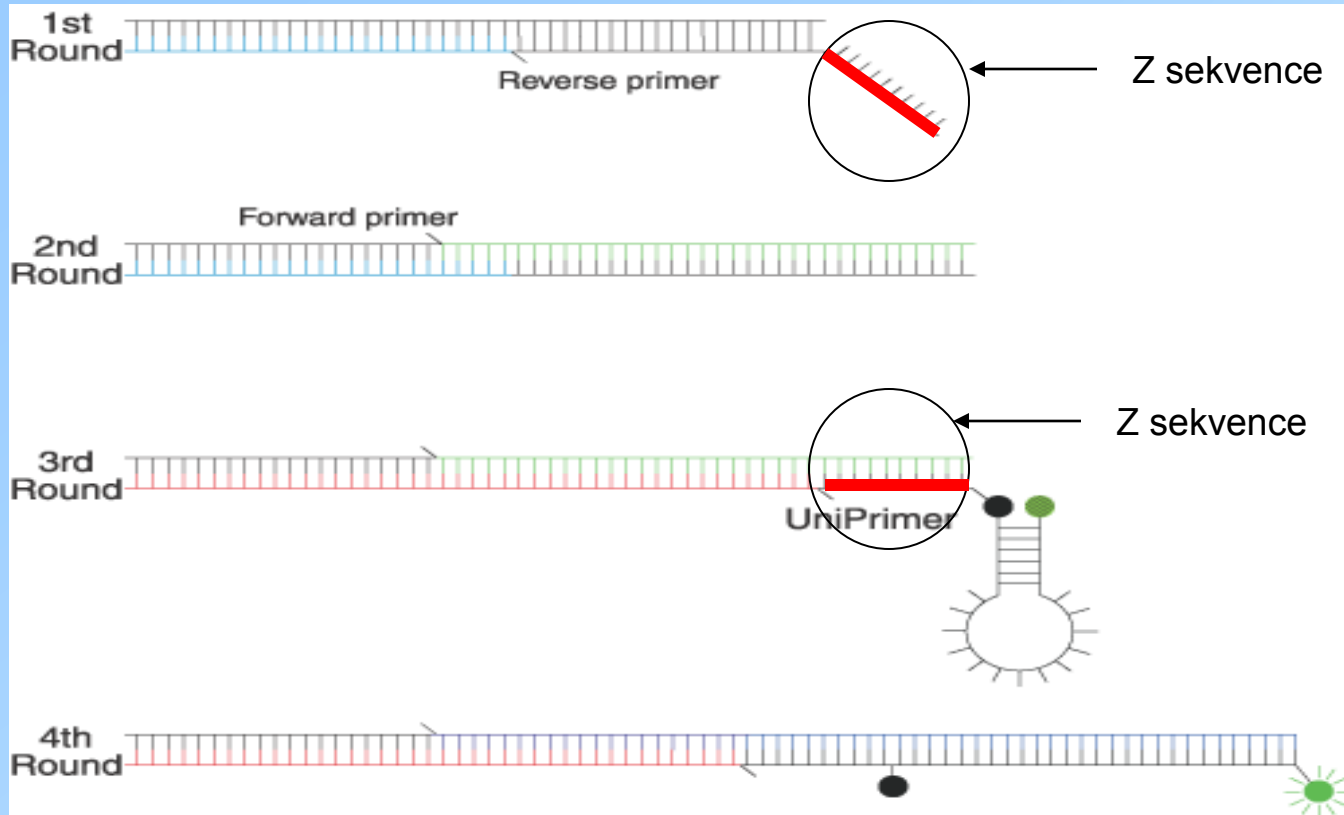 1st
Round
Reverse primer
Z sekvence
Forward primer
2nd
Round
Z sekvence
3rd
Round
UniPrimer
4th
Round